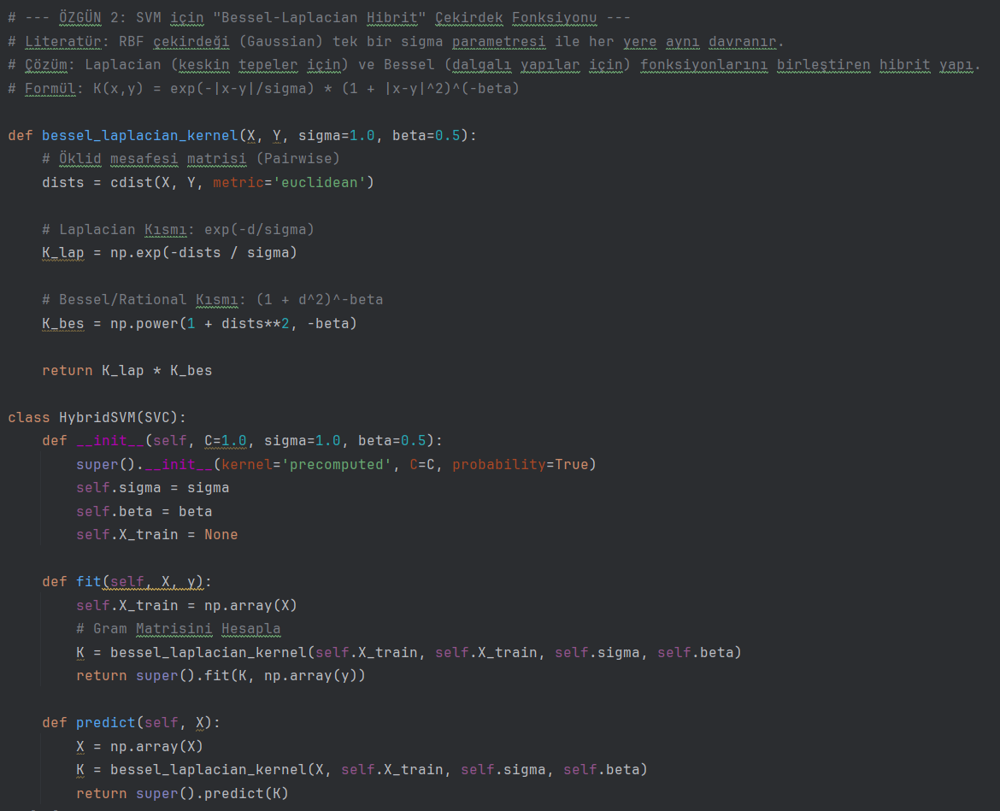 # --- ÖZGÜN 2: SVM için "Bessel-Laplacian Hibrit" Çekirdek Fonksiyonu ---
# Literatür: RBF çekirdeği (Gaussian) tek bir sigma parametresi ile her yere aynı davranır.
# Çözüm: Laplacian (keskin tepeler için) ve Bessel (dalgalı yapılar için) fonksiyonlarını birleştiren hibrit yapı.
# Formül: K(x,y) = exp(-|x-y|/sigma) * (1 + |x-y|^2)^(-beta)

def bessel_laplacian_kernel(X, Y, sigma=1.0, beta=0.5):
    # Öklid mesafesi matrisi (Pairwise)
    dists = cdist(X, Y, metric='euclidean')

    # Laplacian Kısmı: exp(-d/sigma)
    K_lap = np.exp(-dists / sigma)

    # Bessel/Rational Kısmı: (1 + d^2)^-beta
    K_bes = np.power(1 + dists**2, -beta)

    return K_lap * K_bes

class HybridSVM(SVC):
    def __init__(self, C=1.0, sigma=1.0, beta=0.5):
        super().__init__(kernel='precomputed', C=C, probability=True)
        self.sigma = sigma
        self.beta = beta
        self.X_train = None

    def fit(self, X, y):
        self.X_train = np.array(X)
        # Gram Matrisini Hesapla
        K = bessel_laplacian_kernel(self.X_train, self.X_train, self.sigma, self.beta)
        return super().fit(K, np.array(y))

    def predict(self, X):
        X = np.array(X)
        K = bessel_laplacian_kernel(X, self.X_train, self.sigma, self.beta)
        return super().predict(K)